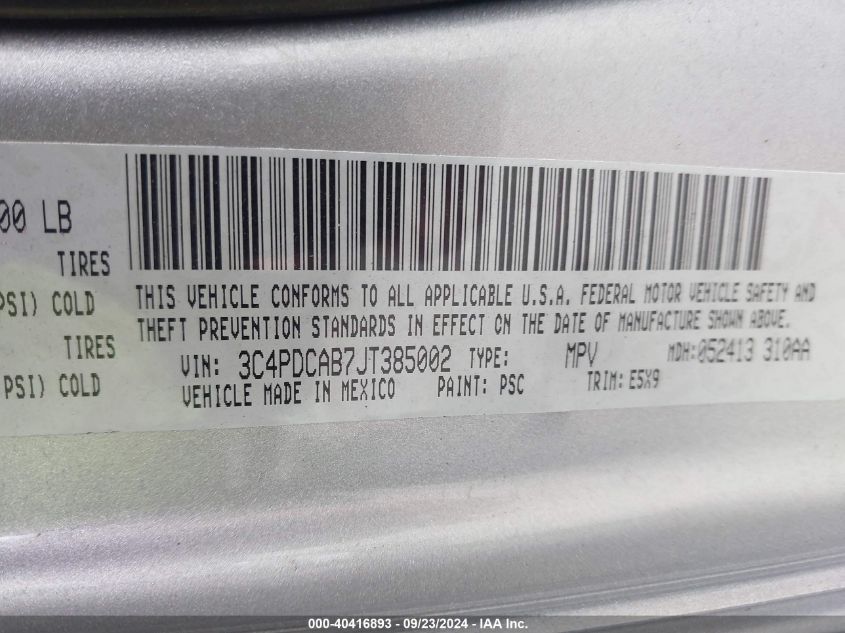 00 LB
TIRES
PSI) COLD
TIRES
PSI) COLD
THIS VEHICLE CONFORMS TO ALL APPLICABLE U.S.A. FEDERAL MOTOR VEHICLE SAFETY AND
THEFT PREVENTION STANDARDS IN EFFECT ON THE DATE OF MANUFACTURE SHOWN ABOVE.
VIN: 3C4PDCAB7JT385002 TYPE: MPV MDH:052413 310AA
VEHICLE MADE IN MEXICO PAINT: PSC TRIM: E5X9
000-40416893 - 09/23/2024 - IAA Inc.